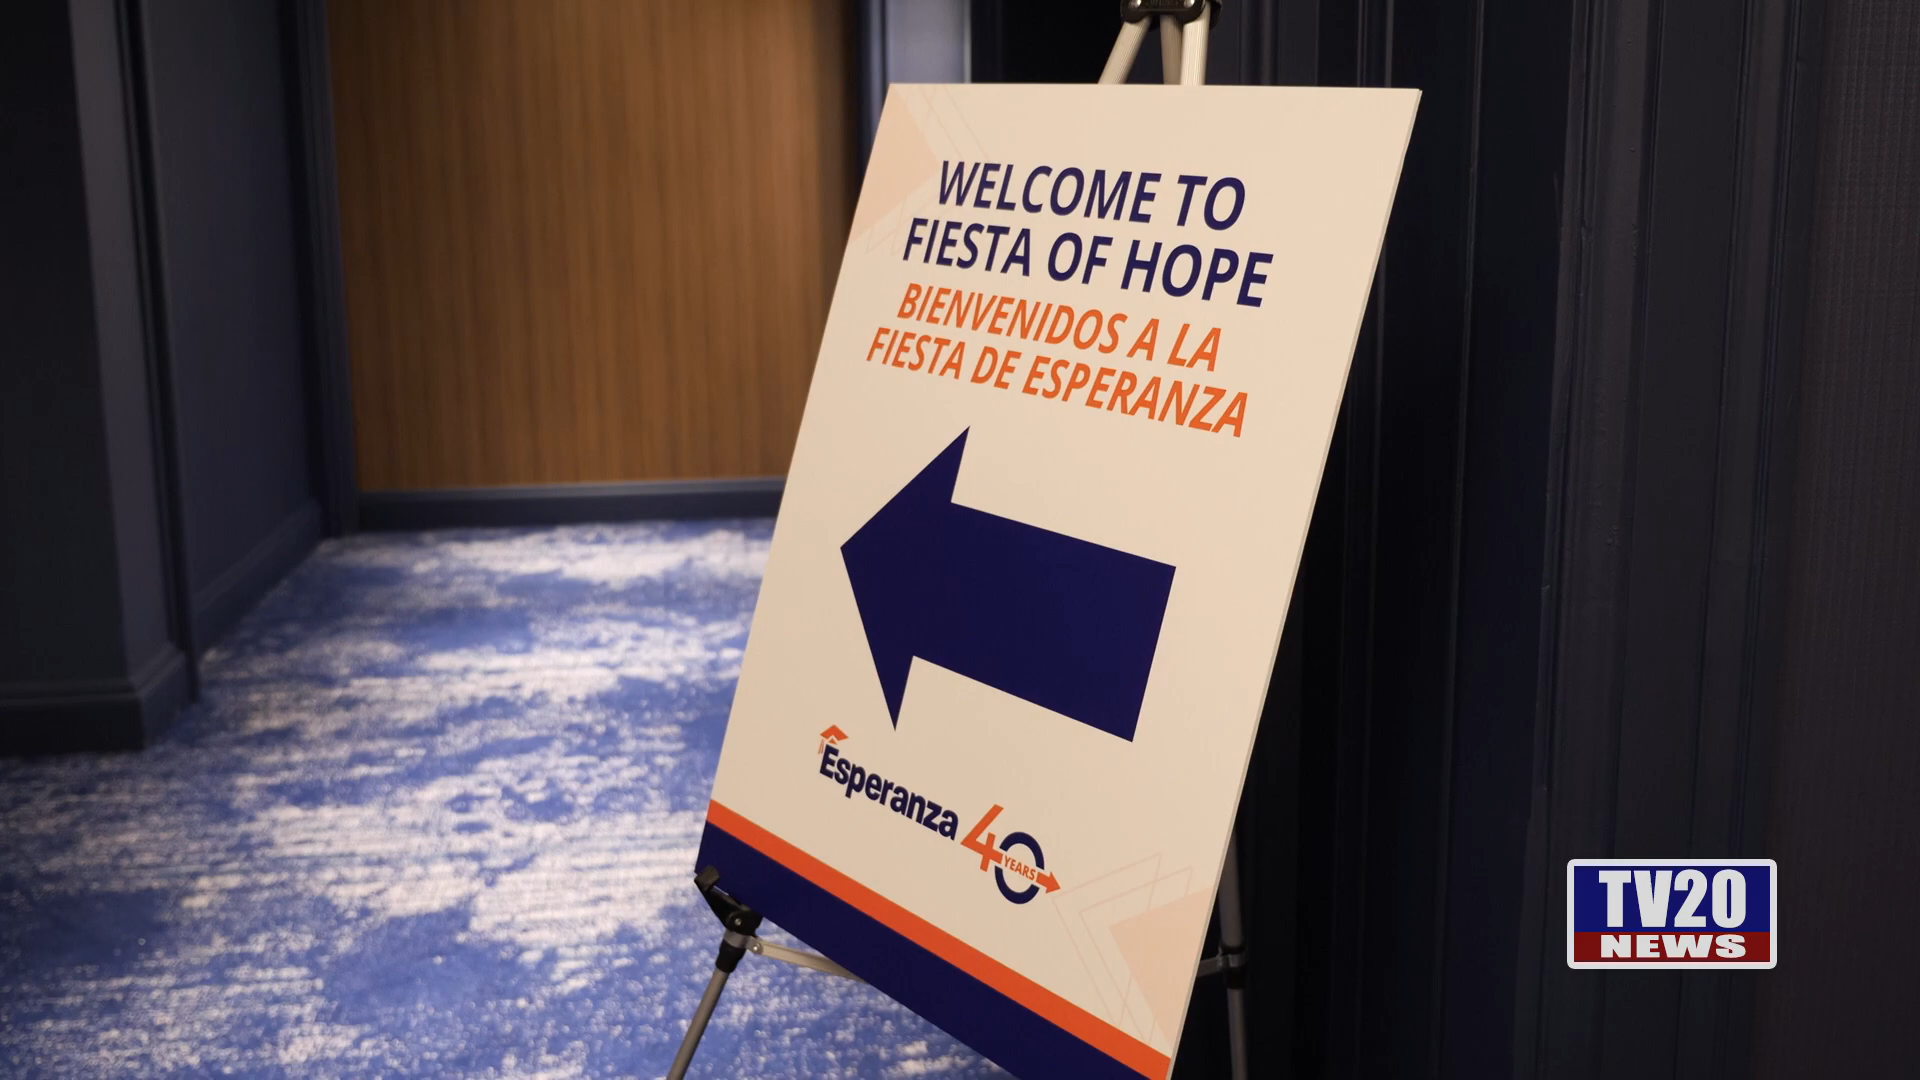 WELCOME TO
FIESTA OF HOPE
BIENVENIDOS A LA
FIESTA DE ESPERANZA
Esperanza 40
YEARS
TV20
NEWS